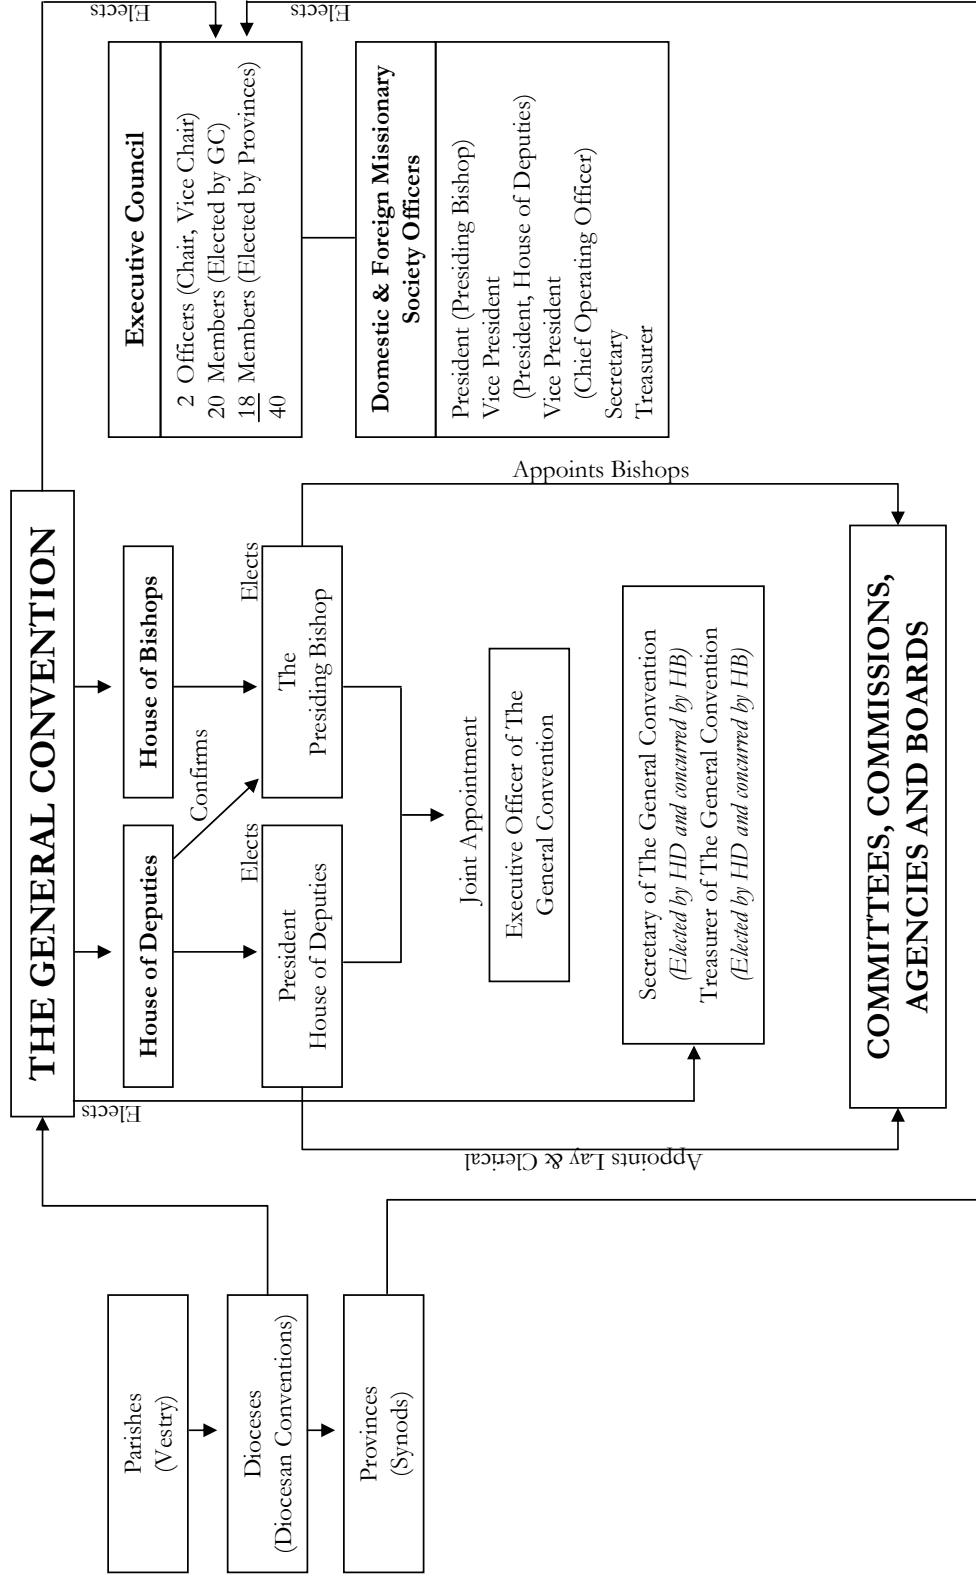 THE GENERAL CONVENTION
Elects
Elects
Parishes
(Vestry)
Dioceses
(Diocesan Conventions)
Provinces
(Synods)
Elects
House of Deputies
House of Bishops
Confirms
Elects
Elects
President
House of Deputies
The
Presiding Bishop
Joint Appointment
Executive Officer of The
General Convention
Secretary of The General Convention
(Elected by HD and concurred by HB)
Treasurer of The General Convention
(Elected by HD and concurred by HB)
Appoints Lay & Clerical
Appoints Bishops
COMMITTEES, COMMISSIONS,
AGENCIES AND BOARDS
Executive Council
2 Officers (Chair, Vice Chair)
20 Members (Elected by GC)
18 Members (Elected by Provinces)
40
Domestic & Foreign Missionary
Society Officers
President (Presiding Bishop)
Vice President
(President, House of Deputies)
Vice President
(Chief Operating Officer)
Secretary
Treasurer